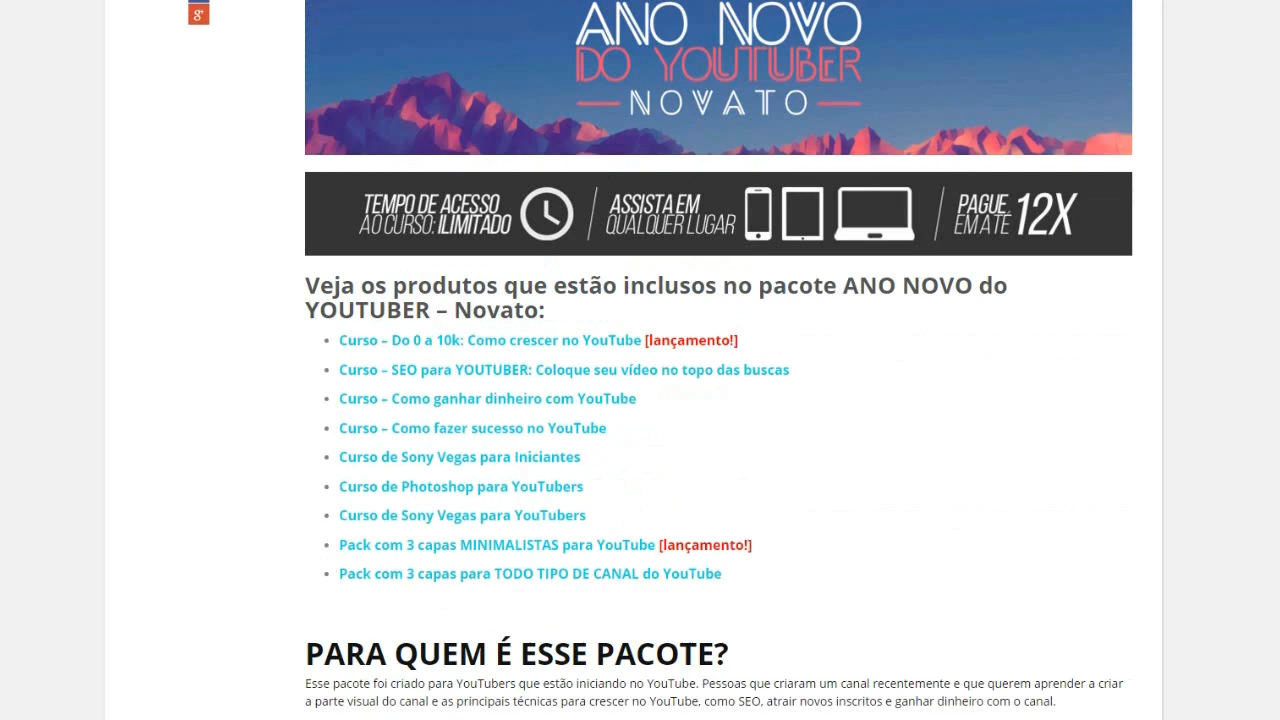 g+
ANO NOVO
DO YOUTUBER
NOVATO
TEMPO DE ACESSO
AO CURSO: ILIMITADO
ASSISTA EM
QUALQUER LUGAR
PAGUE
EM ATÉ 12X
Veja os produtos que estão inclusos no pacote ANO NOVO do
YOUTUBER – Novato:
• Curso – Do 0 a 10k: Como crescer no YouTube [lançamento!]
• Curso – SEO para YOUTUBER: Coloque seu vídeo no topo das buscas
• Curso – Como ganhar dinheiro com YouTube
• Curso – Como fazer sucesso no YouTube
• Curso de Sony Vegas para Iniciantes
• Curso de Photoshop para YouTubers
• Curso de Sony Vegas para YouTubers
• Pack com 3 capas MINIMALISTAS para YouTube [lançamento!]
• Pack com 3 capas para TODO TIPO DE CANAL do YouTube
PARA QUEM É ESSE PACOTE?
Esse pacote foi criado para YouTubers que estão iniciando no YouTube. Pessoas que criaram um canal recentemente e que querem aprender a criar
a parte visual do canal e as principais técnicas para crescer no YouTube, como SEO, atrair novos inscritos e ganhar dinheiro com o canal.